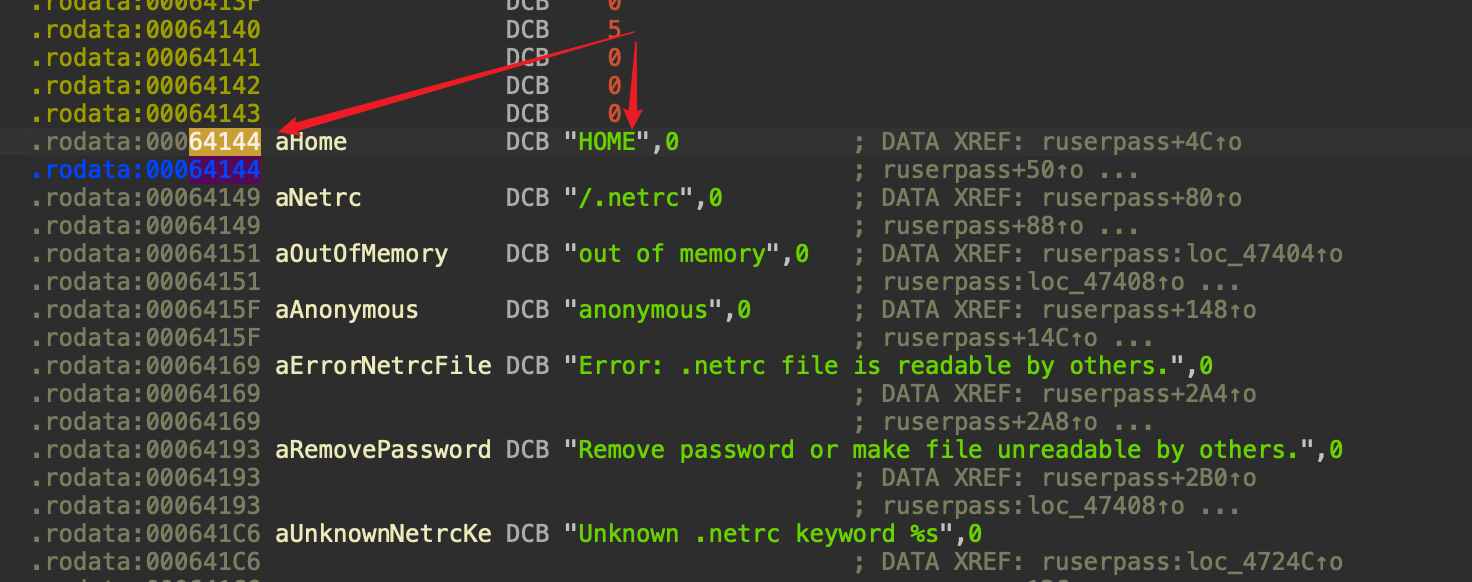 .rodata:0006413F DCB 0
.rodata:00064140 DCB 5
.rodata:00064141 DCB 0
.rodata:00064142 DCB 0
.rodata:00064143 DCB 0
.rodata:00064144 aHome DCB "HOME",0 ; DATA XREF: ruserpass+4C↑o
.rodata:00064144 ; ruserpass+50↑o ...
.rodata:00064149 aNetrc DCB "/.netrc",0 ; DATA XREF: ruserpass+80↑o
.rodata:00064149 ; ruserpass+88↑o ...
.rodata:00064151 aOutOfMemory DCB "out of memory",0 ; DATA XREF: ruserpass:loc_47404↑o
.rodata:00064151 ; ruserpass:loc_47408↑o ...
.rodata:0006415F aAnonymous DCB "anonymous",0 ; DATA XREF: ruserpass+148↑o
.rodata:0006415F ; ruserpass+14C↑o ...
.rodata:00064169 aErrorNetrcFile DCB "Error: .netrc file is readable by others.",0
.rodata:00064169 ; DATA XREF: ruserpass+2A4↑o
.rodata:00064169 ; ruserpass+2A8↑o ...
.rodata:00064193 aRemovePassword DCB "Remove password or make file unreadable by others.",0
.rodata:00064193 ; DATA XREF: ruserpass+2B0↑o
.rodata:00064193 ; ruserpass:loc_47408↑o ...
.rodata:000641C6 aUnknownNetrcKe DCB "Unknown .netrc keyword %s",0
.rodata:000641C6 ; DATA XREF: ruserpass:loc_4724C↑o